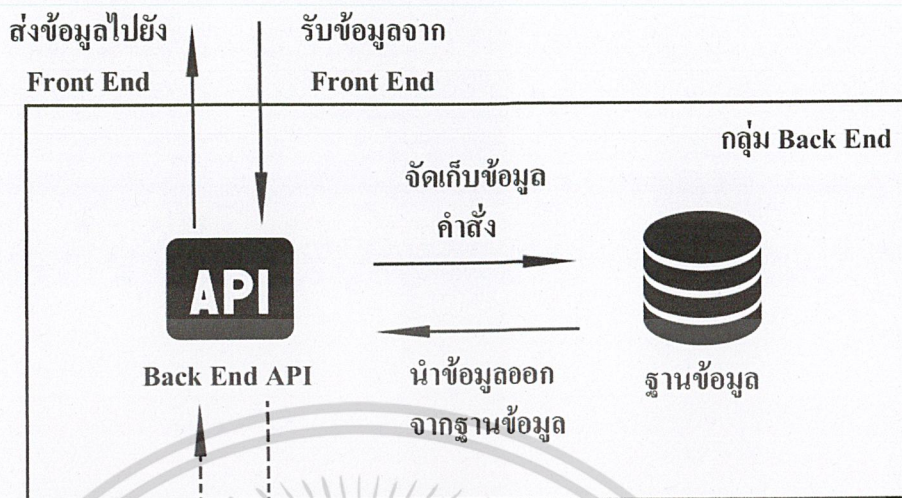 ส่งข้อมูลไปยัง
Front End
รับข้อมูลจาก
Front End
กลุ่ม Back End
จัดเก็บข้อมูล
คำสั่ง
API
Back End API
นำข้อมูลออก
จากฐานข้อมูล
ฐานข้อมูล